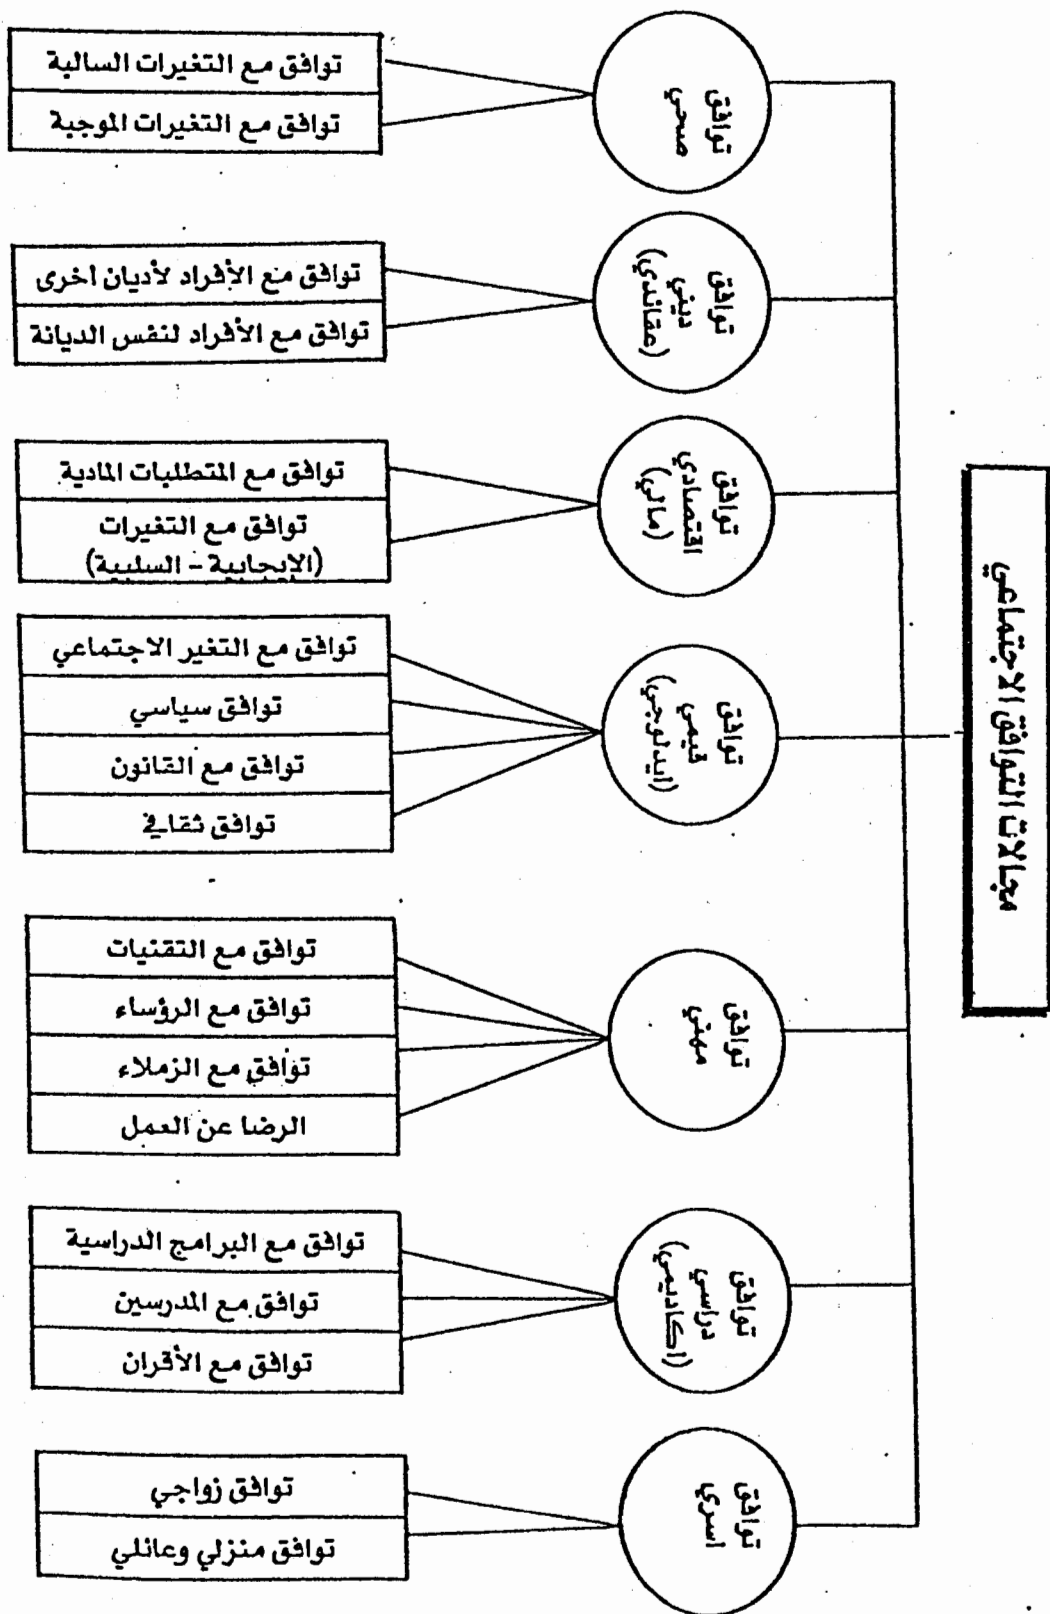 مجالات التوافق الاجتماعي
توافق
صحي
توافق مع التغيرات السالبة
توافق مع التغيرات الموجبة
توافق
ديني
(عقائدي)
توافق مع الأفراد لأديان أخرى
توافق مع الأفراد لنفس الديانة
توافق
اقتصادي
(مالي)
توافق مع المتطلبات المادية
توافق مع التغيرات
(الإيجابية - السلبية)
توافق
قيمي
(ايدلوجي)
توافق مع التغير الاجتماعي
توافق سياسي
توافق مع القانون
توافق ثقافي
توافق
مهني
توافق مع التقنيات
توافق مع الرؤساء
توافق مع الزملاء
الرضا عن العمل
توافق
دراسي
(اكاديمي)
توافق مع البرامج الدراسية
توافق مع المدرسين
توافق مع الأقران
توافق
أسري
توافق زواجي
توافق منزلي وعائلي